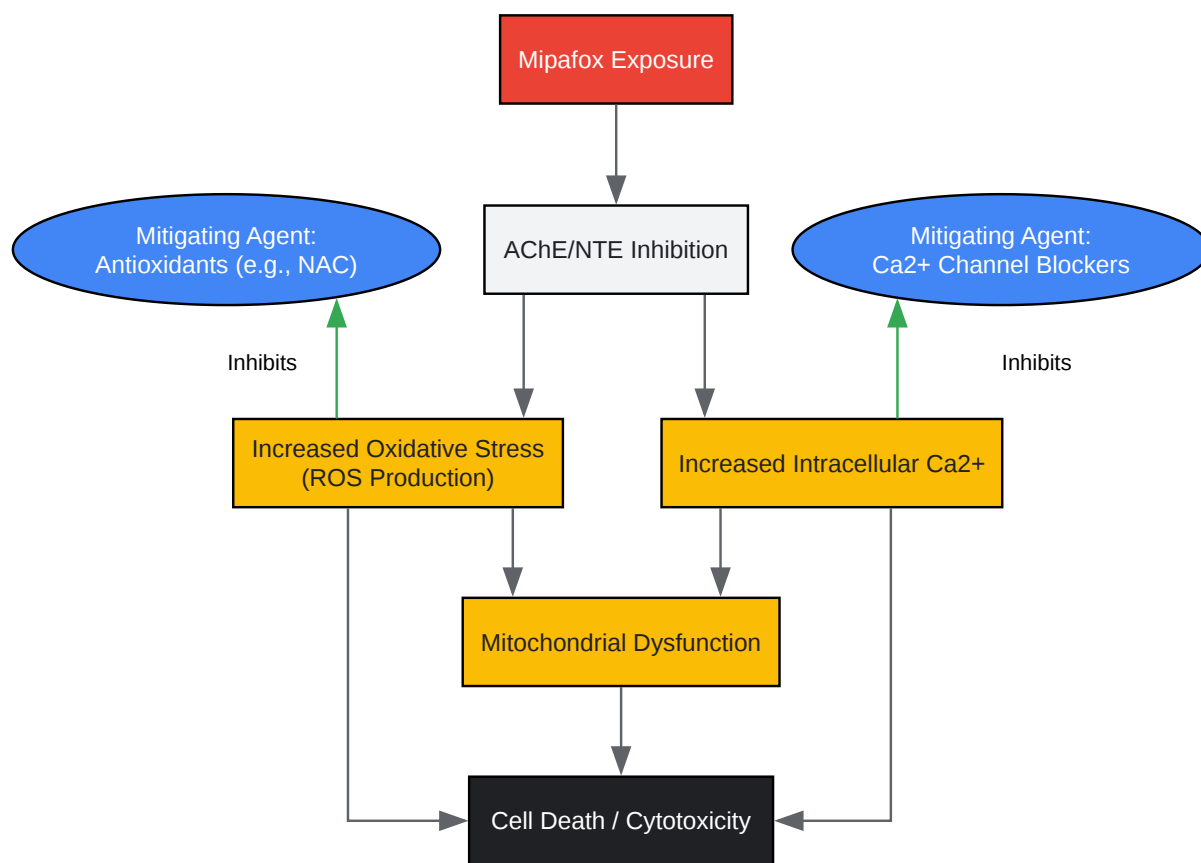 Mipafox Exposure
Mitigating Agent:
Antioxidants (e.g., NAC)
AChE/NTE Inhibition
Mitigating Agent:
Ca2+ Channel Blockers
Inhibits
Inhibits
Increased Oxidative Stress
(ROS Production)
Increased Intracellular Ca2+
Mitochondrial Dysfunction
Cell Death / Cytotoxicity